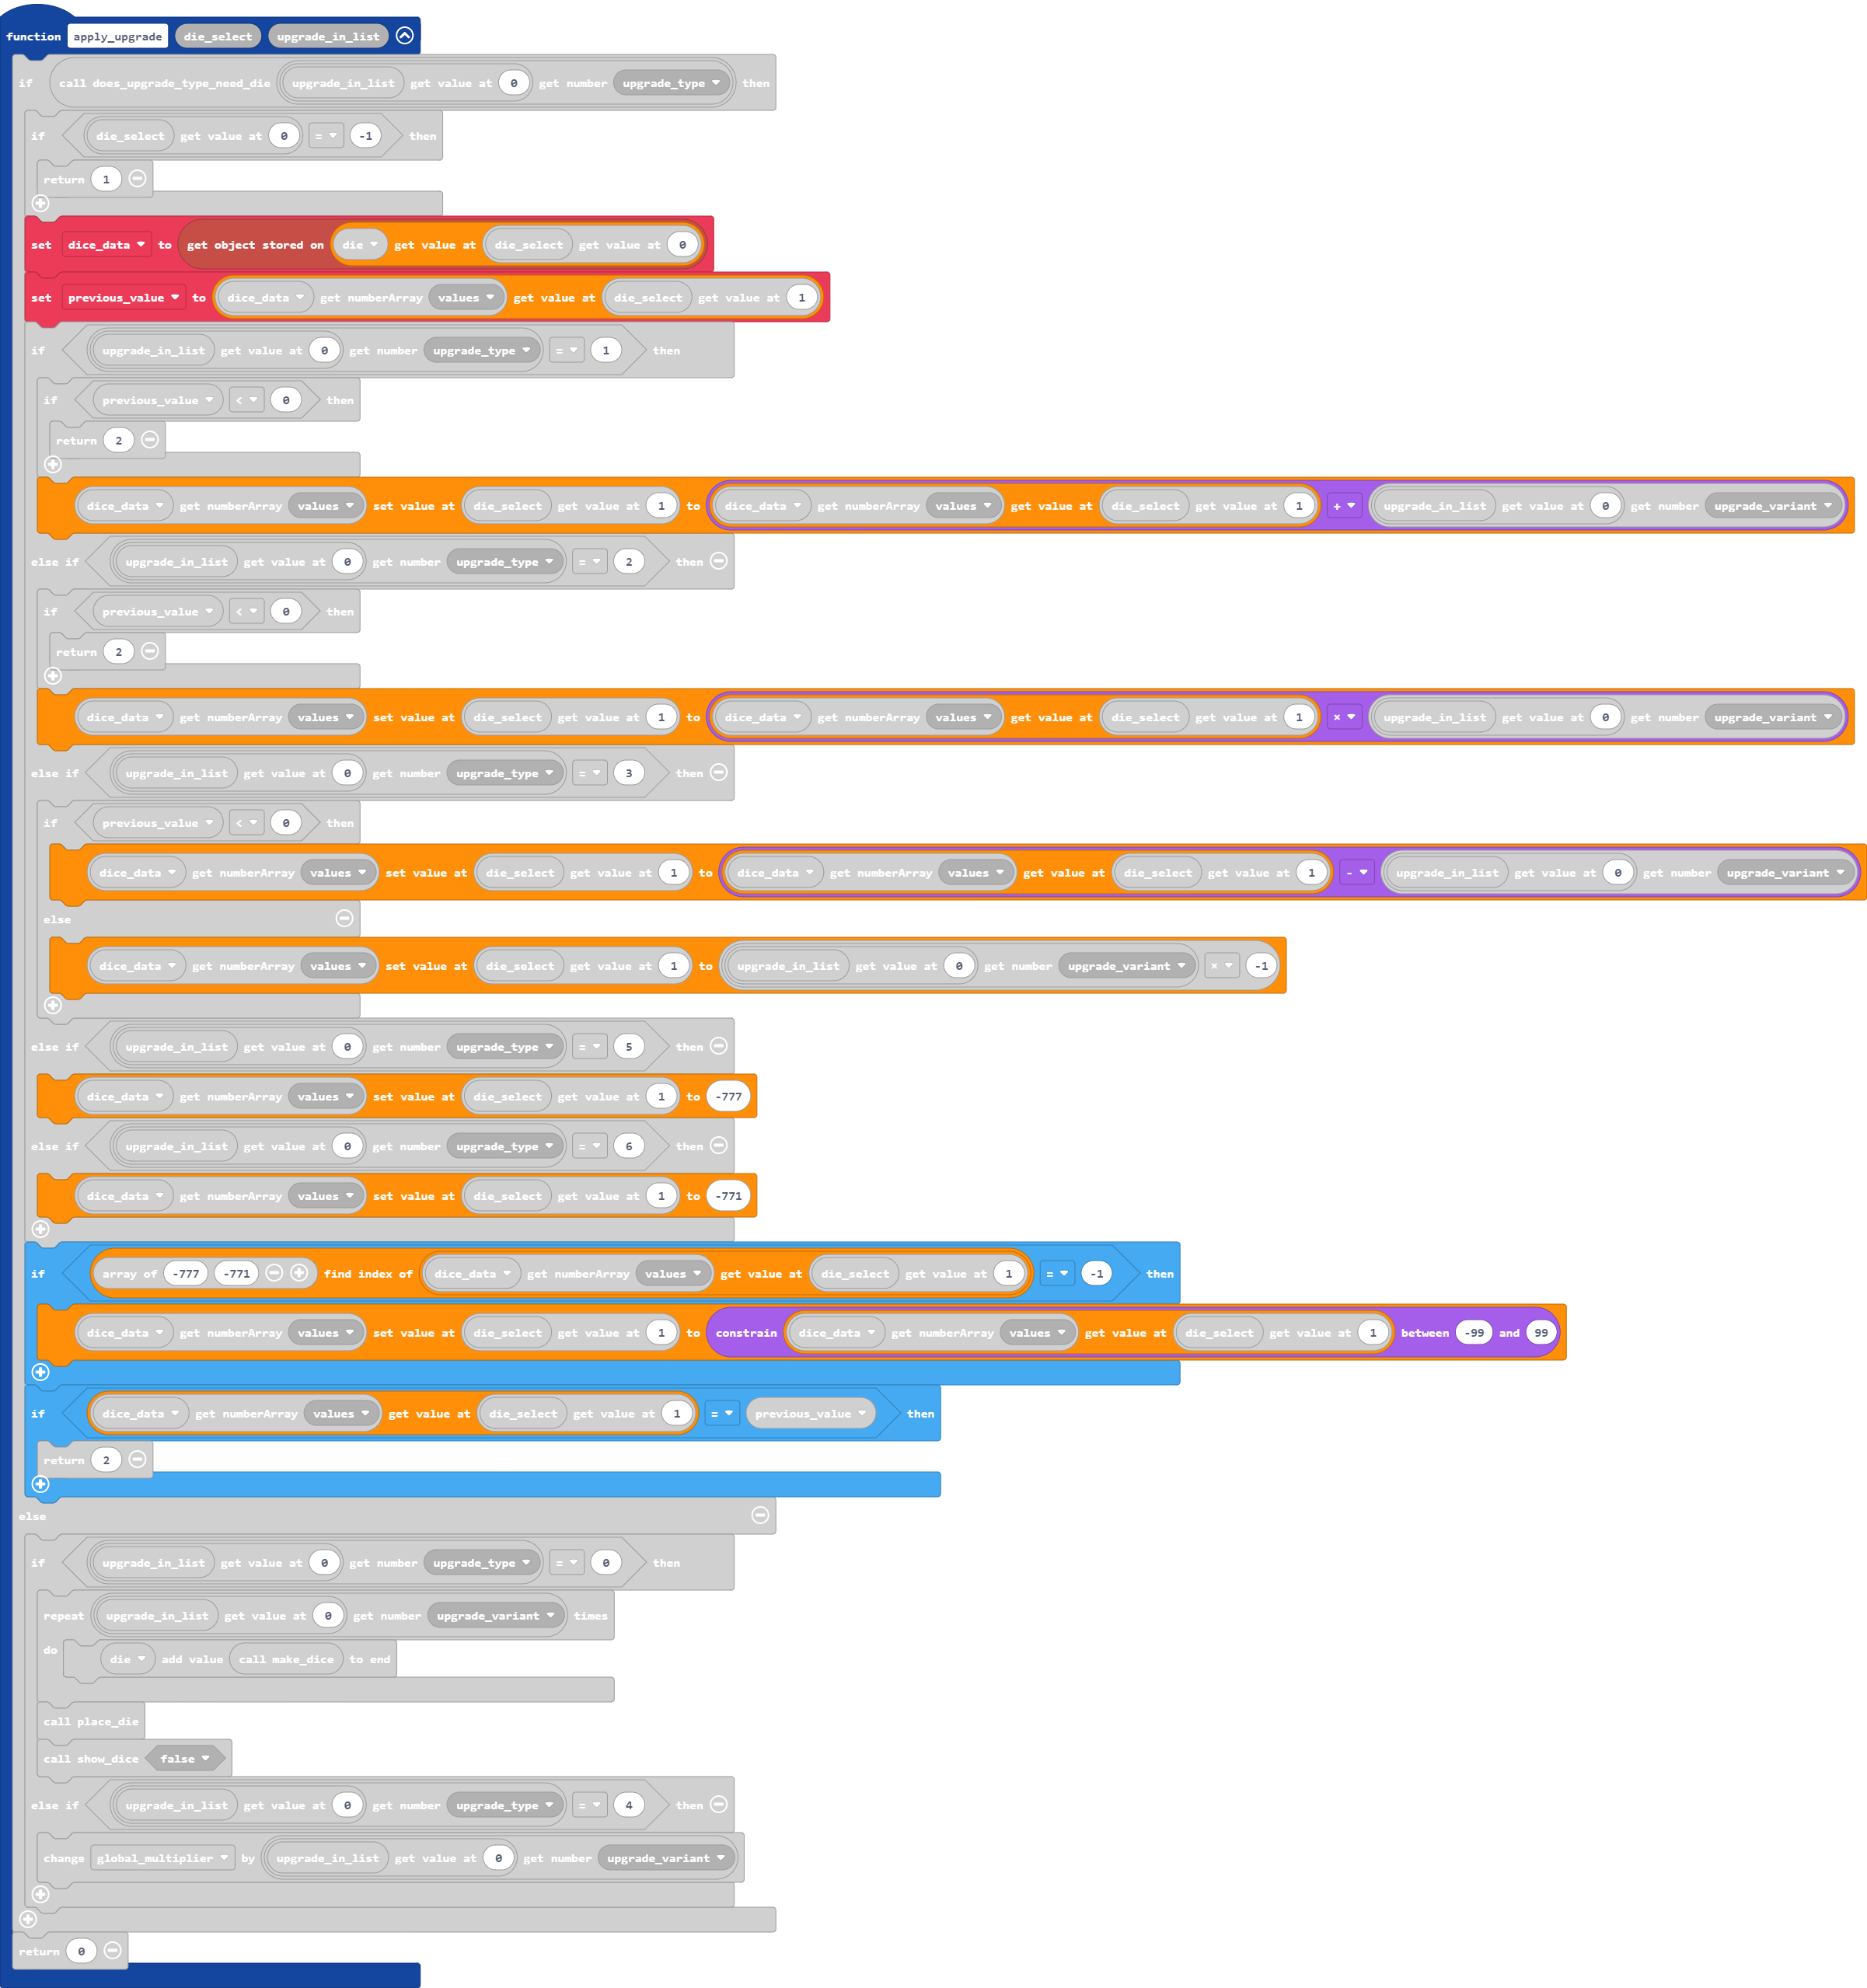 function apply_upgrade die_select upgrade_in_list
if call does_upgrade_type_need_die upgrade_in_list get value at 0 get number upgrade_type then
if die_select get value at 0 = -1 then
return 1
set dice_data to get object stored on die get value at die_select get value at 0
set previous_value to dice_data get numberArray values get value at die_select get value at 1
if upgrade_in_list get value at 0 get number upgrade_type = 1 then
if previous_value < 0 then
return 2
dice_data get numberArray values set value at die_select get value at 1 to dice_data get numberArray values get value at die_select get value at 1 + upgrade_in_list get value at 0 get number upgrade_variant
else if upgrade_in_list get value at 0 get number upgrade_type = 2 then
if previous_value < 0 then
return 2
dice_data get numberArray values set value at die_select get value at 1 to dice_data get numberArray values get value at die_select get value at 1 × upgrade_in_list get value at 0 get number upgrade_variant
else if upgrade_in_list get value at 0 get number upgrade_type = 3 then
if previous_value < 0 then
dice_data get numberArray values set value at die_select get value at 1 to dice_data get numberArray values get value at die_select get value at 1 - upgrade_in_list get value at 0 get number upgrade_variant
else
dice_data get numberArray values set value at die_select get value at 1 to upgrade_in_list get value at 0 get number upgrade_variant × -1
else if upgrade_in_list get value at 0 get number upgrade_type = 5 then
dice_data get numberArray values set value at die_select get value at 1 to -777
else if upgrade_in_list get value at 0 get number upgrade_type = 6 then
dice_data get numberArray values set value at die_select get value at 1 to -771
if array of -777 -771 find index of dice_data get numberArray values get value at die_select get value at 1 = -1 then
dice_data get numberArray values set value at die_select get value at 1 to constrain dice_data get numberArray values get value at die_select get value at 1 between -99 and 99
if dice_data get numberArray values get value at die_select get value at 1 = previous_value then
return 2
else
if upgrade_in_list get value at 0 get number upgrade_type = 0 then
repeat upgrade_in_list get value at 0 get number upgrade_variant times
do die add value call make_dice to end
call place_die
call show_dice false
else if upgrade_in_list get value at 0 get number upgrade_type = 4 then
change global_multiplier by upgrade_in_list get value at 0 get number upgrade_variant
return 0